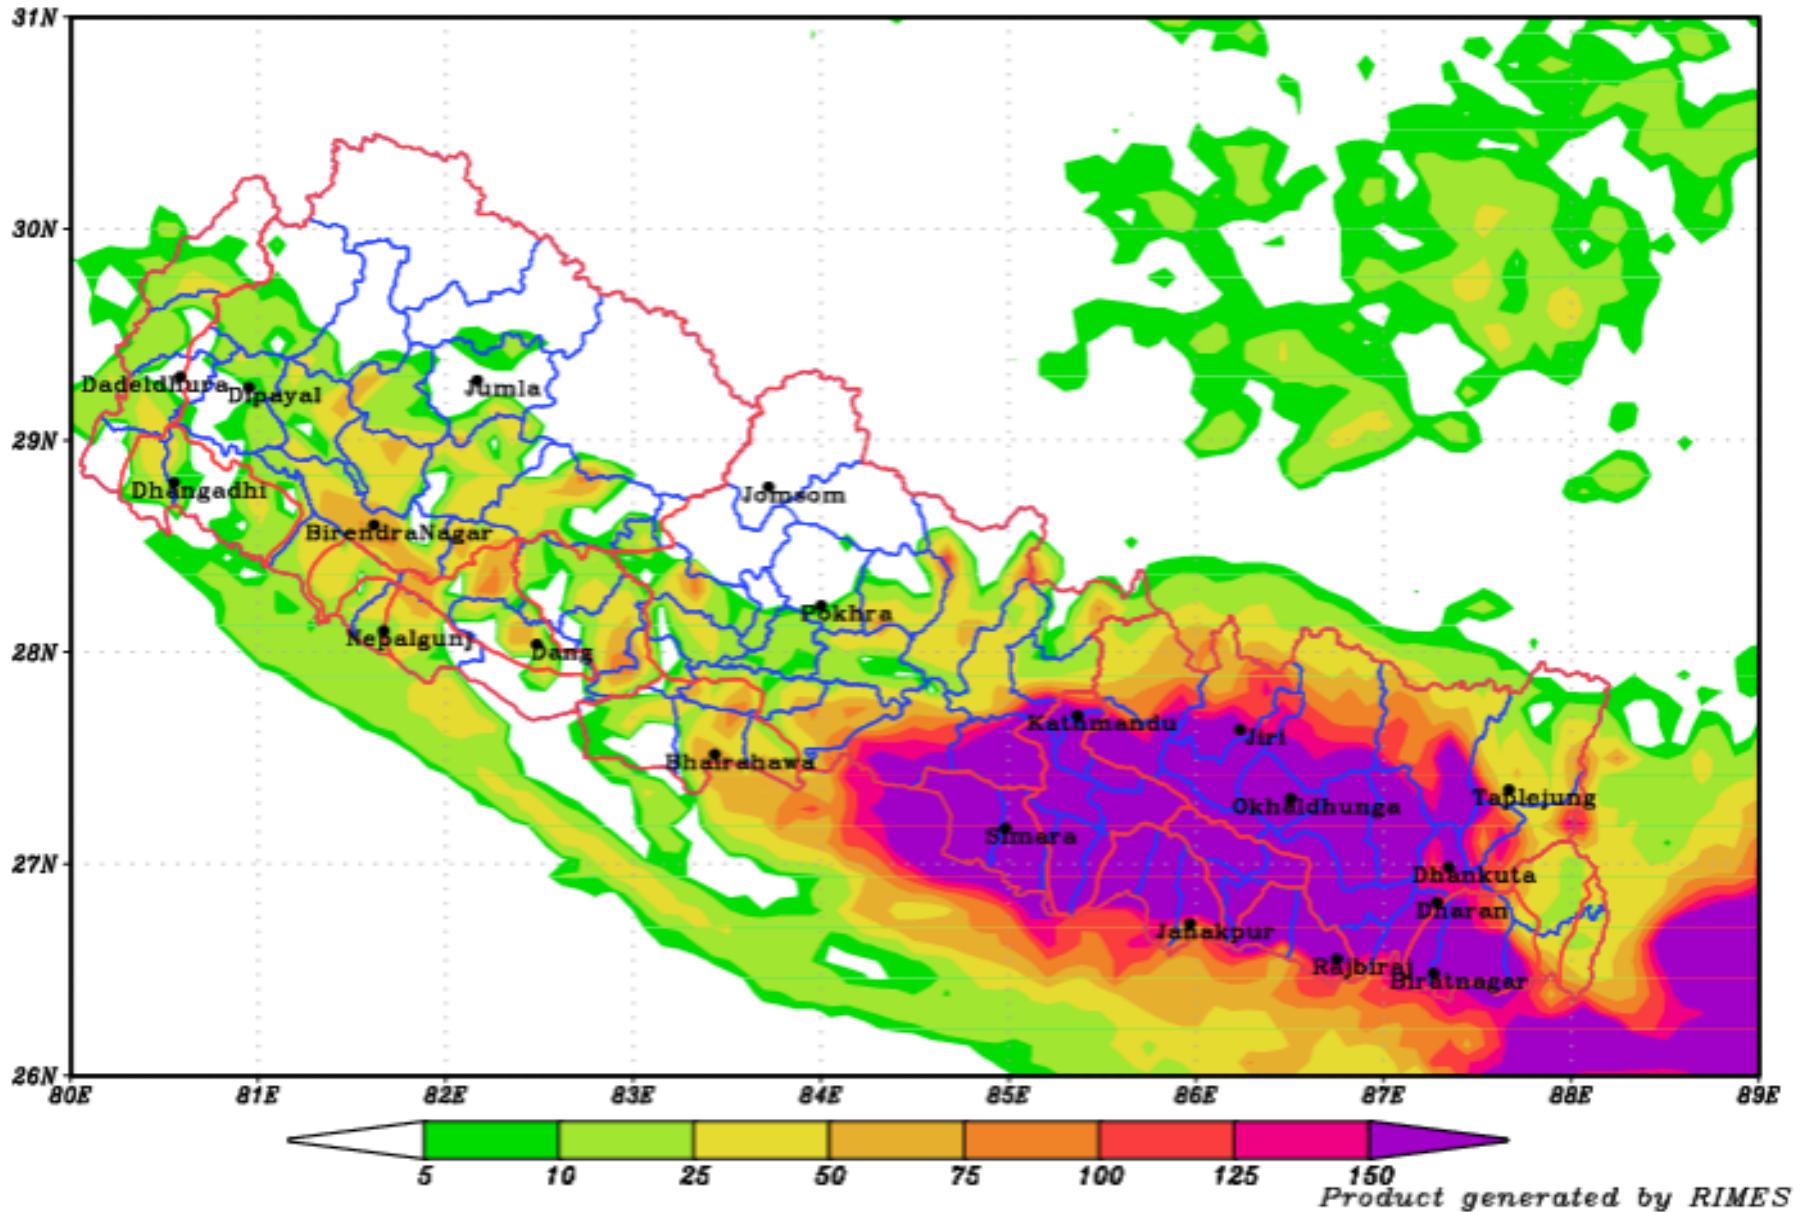 31N
30N
Dadeldhura
Dipayal
Jumla
29N
Dhangadhi
Jomsom
BirendraNagar
Pokhra
28N
Nepalgunj
Dang
Kathmandu
Jiri
Bhairahawa
Taplejung
Okhaldhunga
Simara
27N
Dhankuta
Dharan
Janakpur
Rajbiraj
Biratnagar
26N
80E 81E 82E 83E 84E 85E 86E 87E 88E 89E
5 10 25 50 75 100 125 150
Product generated by RIMES